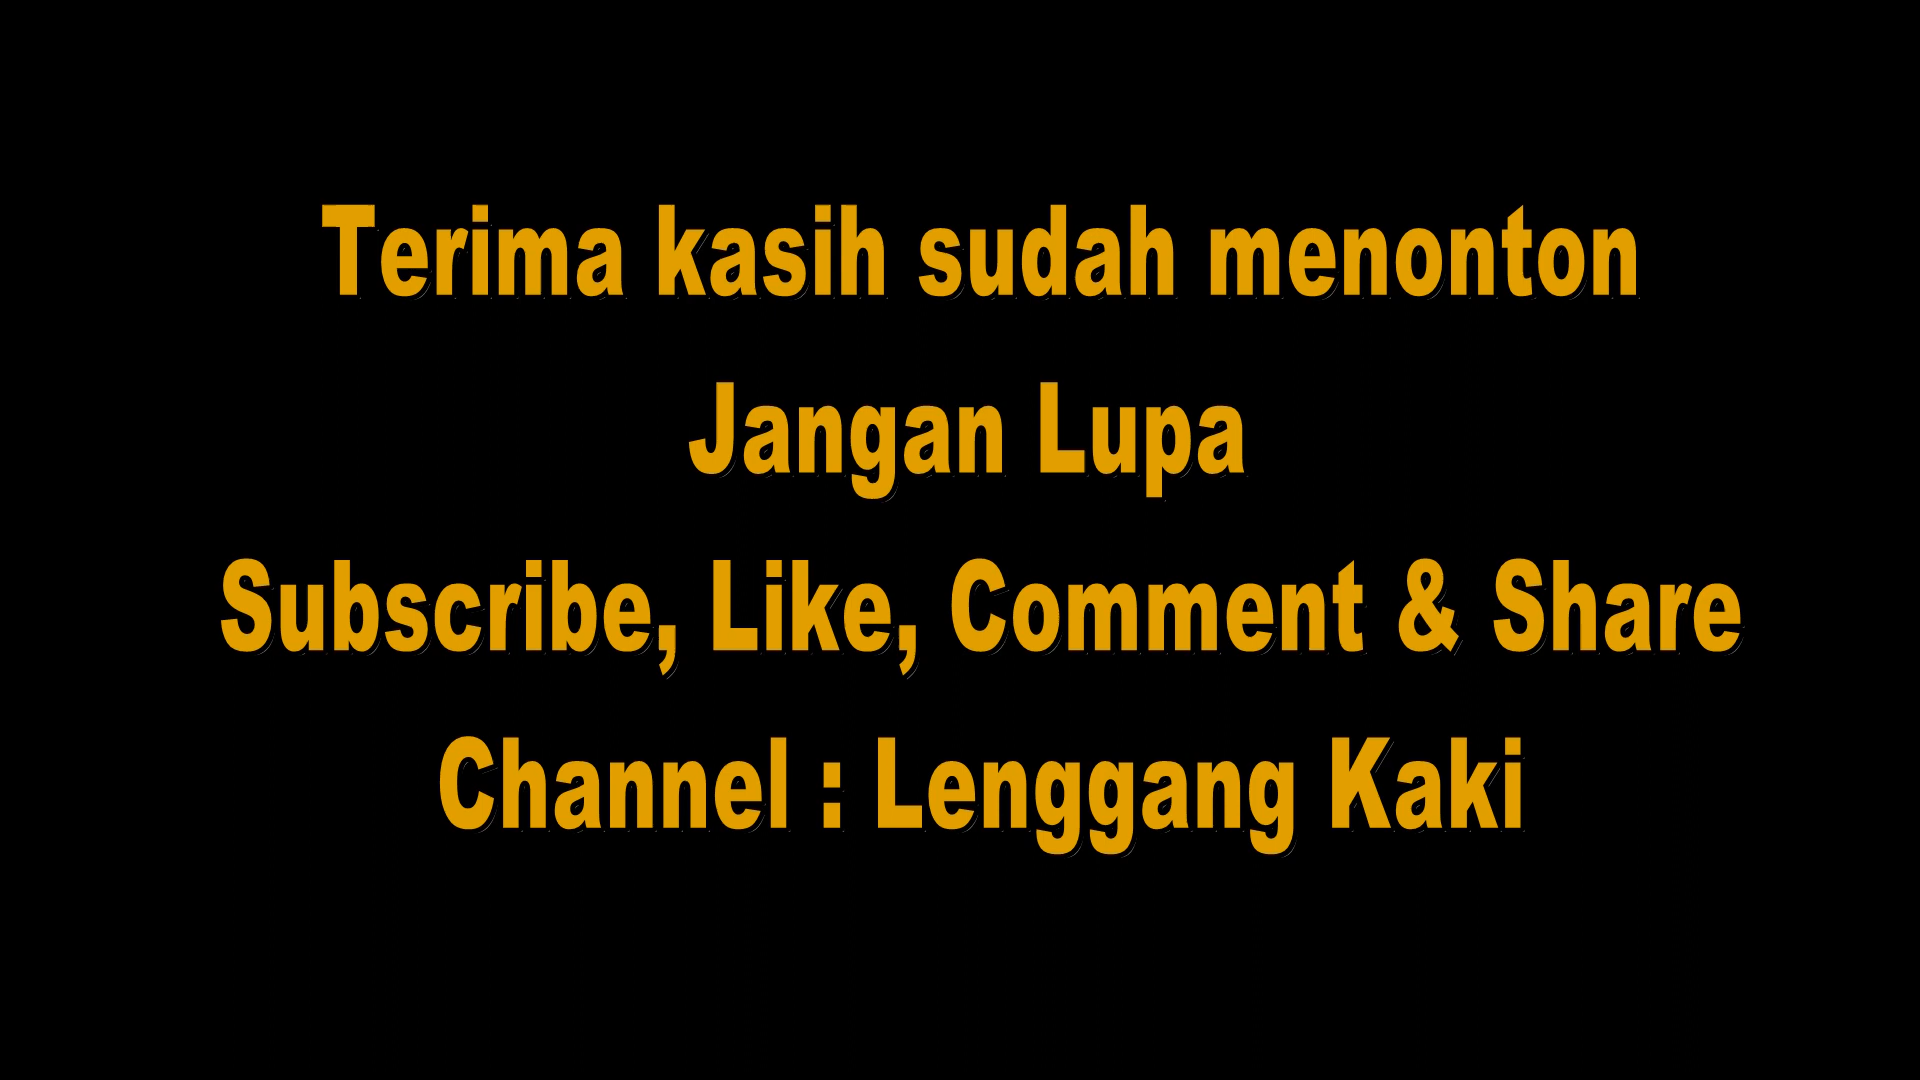 Terima kasih sudah menonton
Jangan Lupa
Subscribe, Like, Comment & Share
Channel : Lenggang Kaki